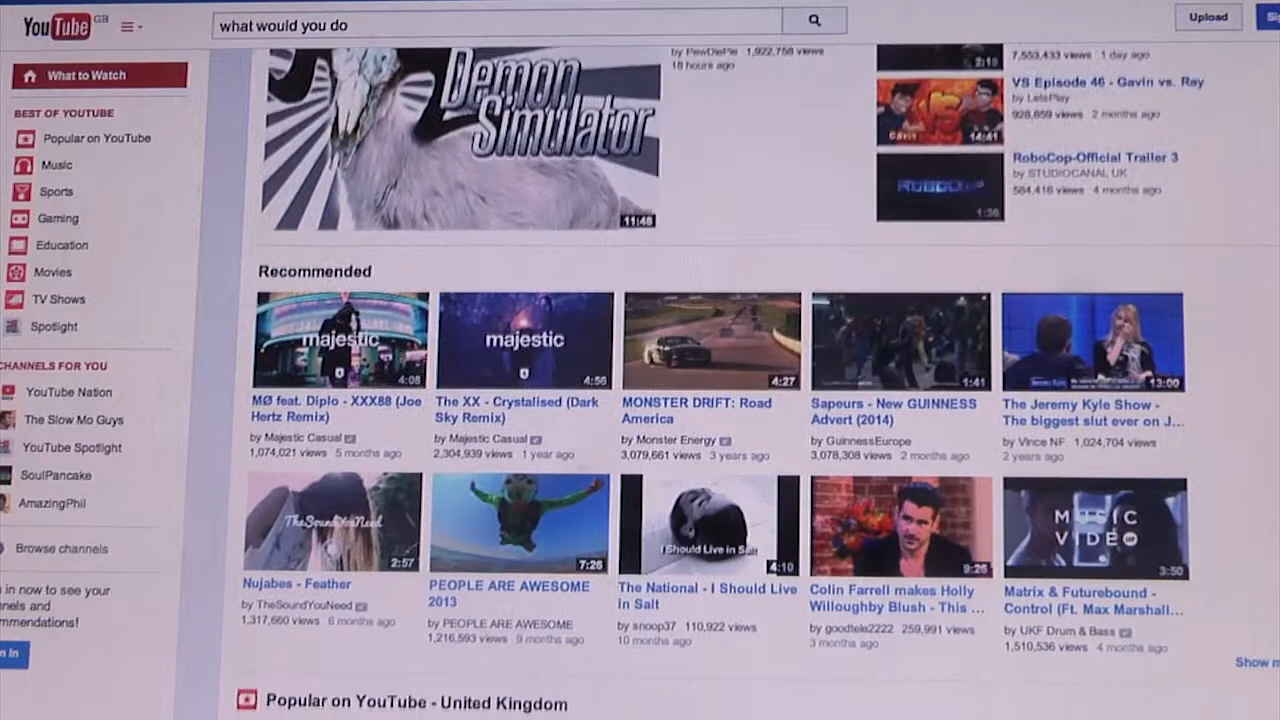 YouTube GB
what would you do
Upload
What to Watch
BEST OF YOUTUBE
Popular on YouTube
Music
Sports
Gaming
Education
Movies
TV Shows
Spotlight
CHANNELS FOR YOU
YouTube Nation
The Slow Mo Guys
YouTube Spotlight
SoulPancake
AmazingPhil
Browse channels
in now to see your
nels and
mmendations!
n In
Demon
Simulator
11:48
by PewDiePie 1,922,758 views
18 hours ago
2:19
7,553,433 views 1 day ago
VS
Gavin
14:41
VS Episode 46 - Gavin vs. Ray
by LetsPlay
928,659 views 2 months ago
ROBOCOP
1:36
RoboCop-Official Trailer 3
by STUDIOCANAL UK
584,416 views 4 months ago
Recommended
majestic
4:08
MØ feat. Diplo - XXX88 (Joe
Hertz Remix)
by Majestic Casual
1,074,021 views 5 months ago
majestic
4:56
The XX - Crystalised (Dark
Sky Remix)
by Majestic Casual
2,304,939 views 1 year ago
4:27
MONSTER DRIFT: Road
America
by Monster Energy
3,079,661 views 3 years ago
1:41
Sapeurs - New GUINNESS
Advert (2014)
by GuinnessEurope
3,078,308 views 2 months ago
13:00
The Jeremy Kyle Show -
The biggest slut ever on J...
by Vince NF 1,024,704 views
2 years ago
TheSoundYouNeed
2:57
Nujabes - Feather
by TheSoundYouNeed
1,317,660 views 6 months ago
7:26
PEOPLE ARE AWESOME
2013
by PEOPLE ARE AWESOME
1,216,593 views 9 months ago
I Should Live in Salt
4:10
The National - I Should Live
in Salt
by snoop37 110,922 views
10 months ago
9:26
Colin Farrell makes Holly
Willoughby Blush - This ...
by goodtele2222 259,991 views
3 months ago
MUSIC
VIDEO
3:50
Matrix & Futurebound -
Control (Ft. Max Marshall...
by UKF Drum & Bass
1,510,536 views 4 months ago
Show
Popular on YouTube - United Kingdom